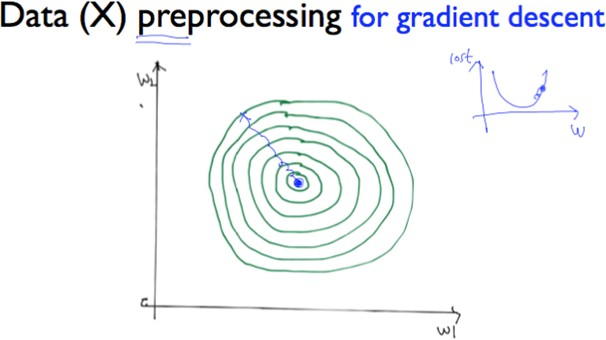 Data (X) preprocessing for gradient descent
cost
W
W2
W1